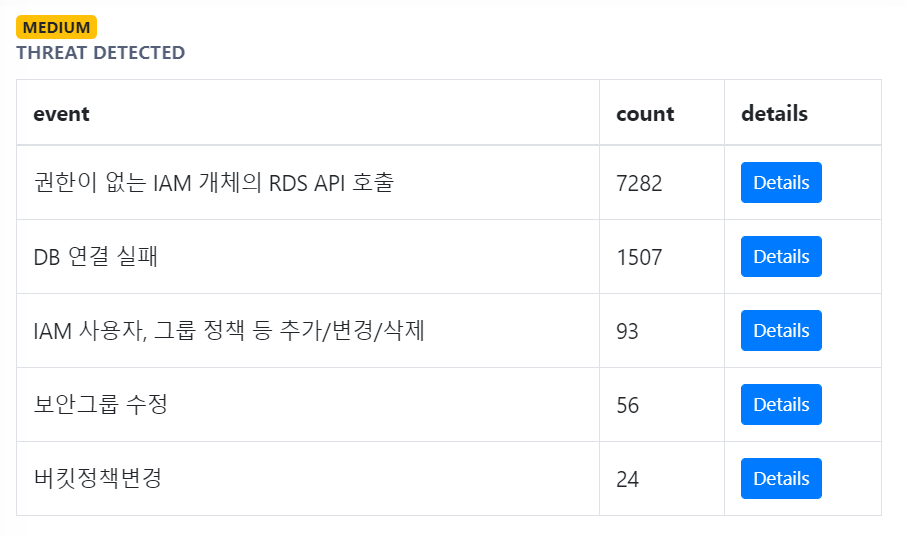 MEDIUM
THREAT DETECTED
event count details
권한이 없는 IAM 개체의 RDS API 호출 7282 Details
DB 연결 실패 1507 Details
IAM 사용자, 그룹 정책 등 추가/변경/삭제 93 Details
보안그룹 수정 56 Details
버킷정책변경 24 Details